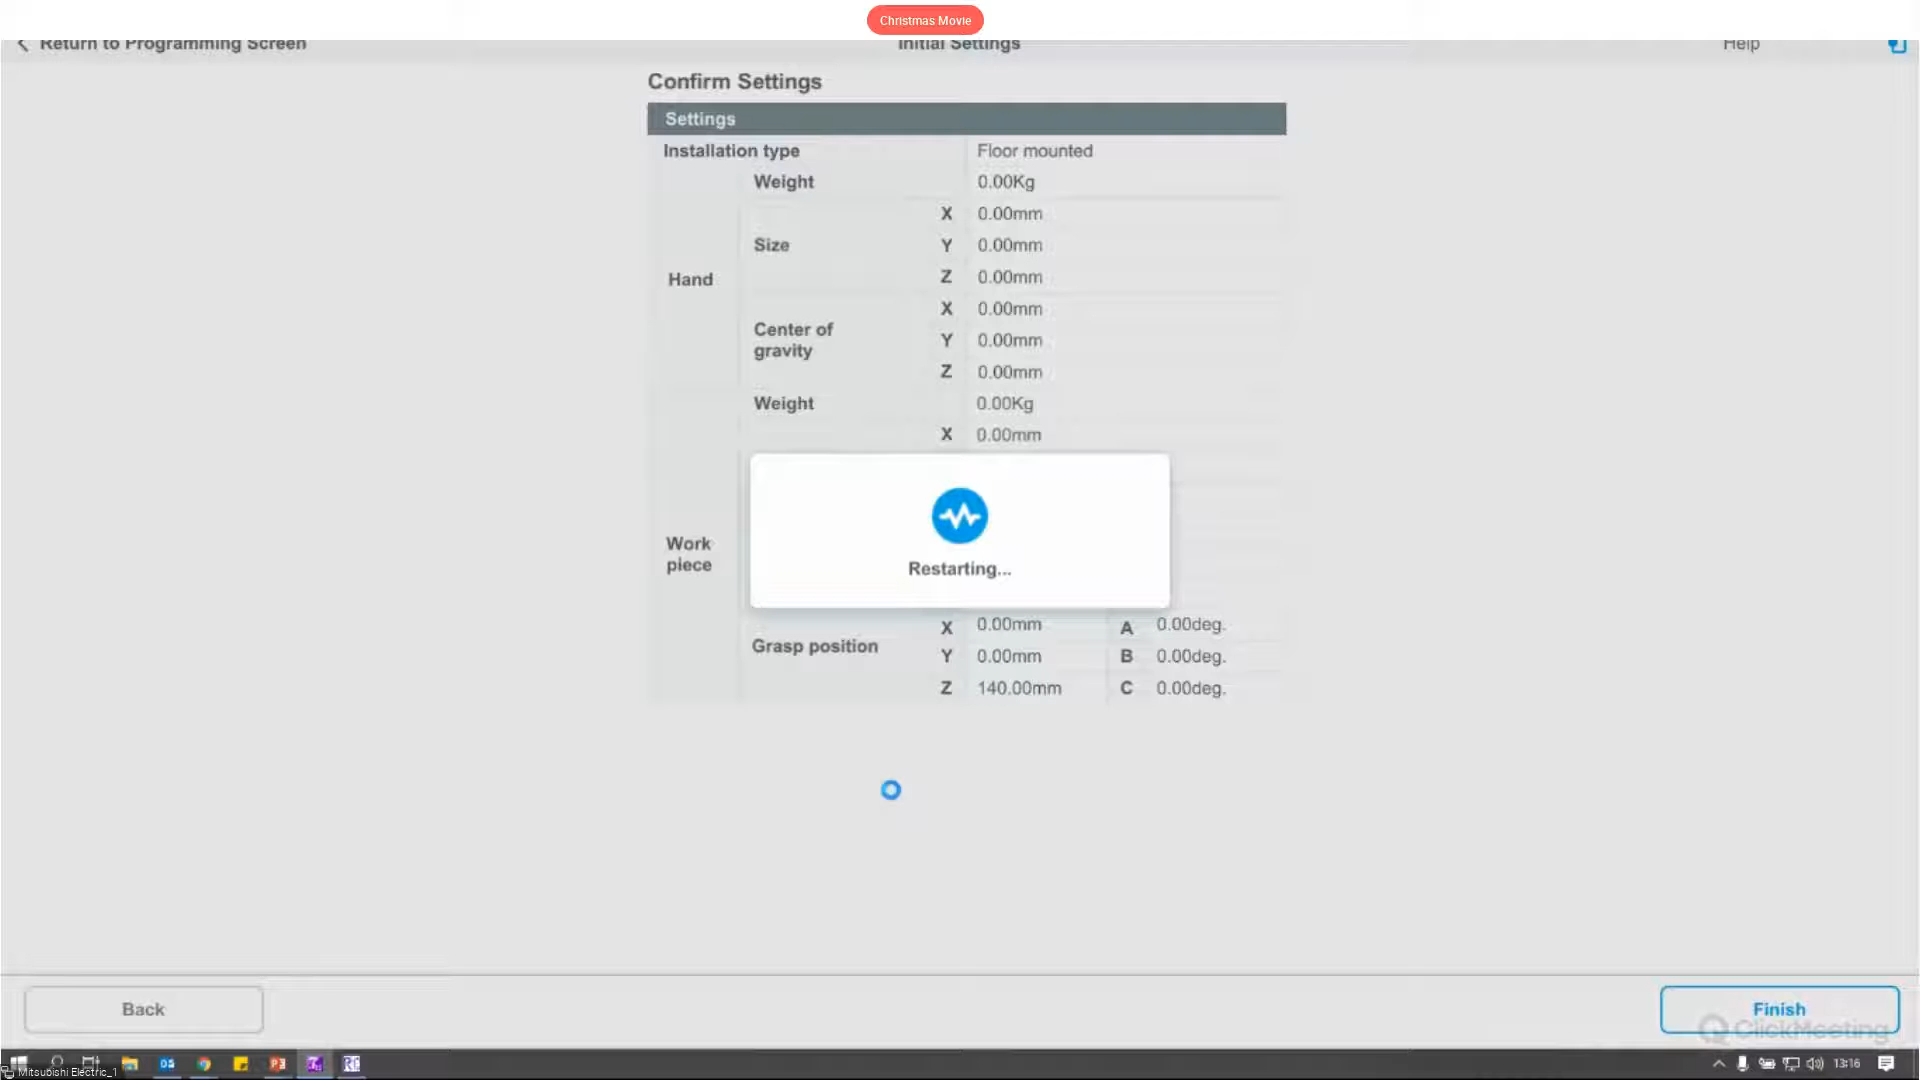 Christmas Movie
Return to Programming Screen
Initial Settings
Help
Confirm Settings
Settings
Installation type Floor mounted
Hand
Weight 0.00Kg
Size
X 0.00mm
Y 0.00mm
Z 0.00mm
Center of
gravity
X 0.00mm
Y 0.00mm
Z 0.00mm
Work
piece
Weight 0.00Kg
X 0.00mm
Restarting...
Grasp position
X 0.00mm A 0.00deg.
Y 0.00mm B 0.00deg.
Z 140.00mm C 0.00deg.
Back
Finish
ClickMeeting
Mitsubishi Electric_1
13:16